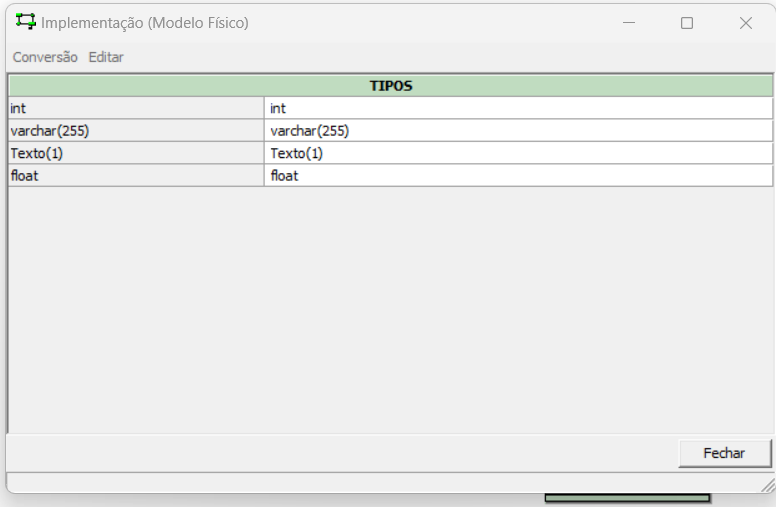 Implementação (Modelo Físico)
Conversão Editar
TIPOS
int int
varchar(255) varchar(255)
Texto(1) Texto(1)
float float
Fechar